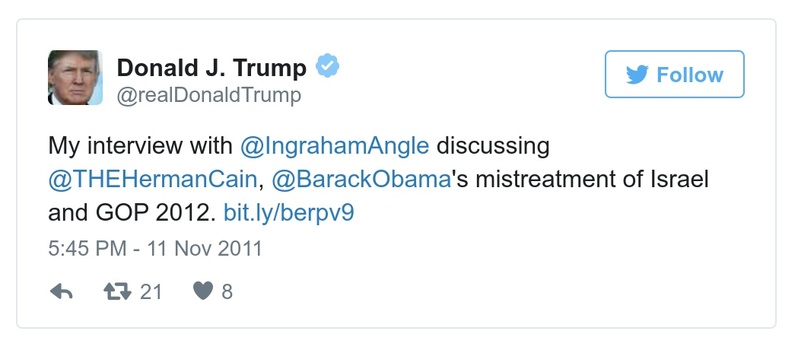 Donald J. Trump
@realDonaldTrump
Follow
My interview with @IngrahamAngle discussing
@THEHermanCain, @BarackObama's mistreatment of Israel
and GOP 2012. bit.ly/berpv9
5:45 PM - 11 Nov 2011
21 8